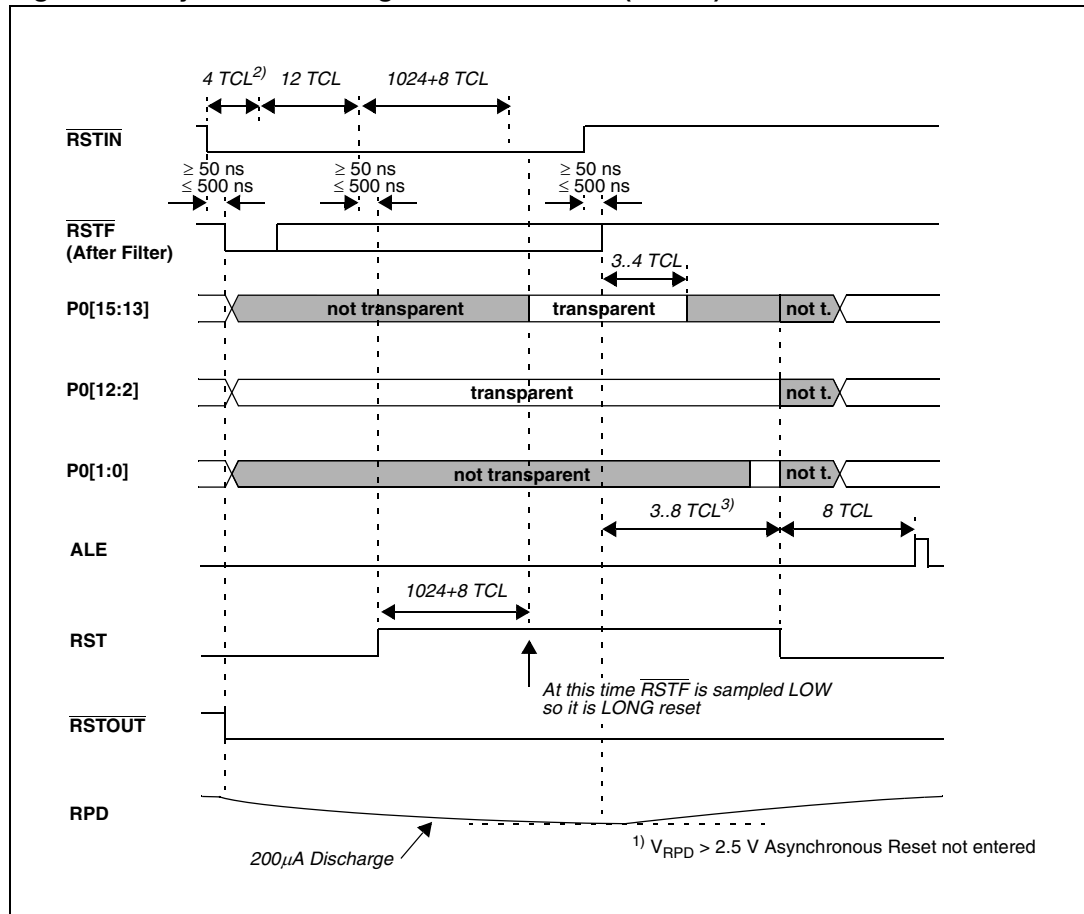 4 TCL2) 12 TCL 1024+8 TCL
RSTIN
≥ 50 ns ≥ 50 ns ≥ 50 ns
≤ 500 ns ≤ 500 ns ≤ 500 ns
RSTF
(After Filter)
3..4 TCL
P0[15:13] not transparent transparent not t.
P0[12:2] transparent not t.
P0[1:0] not transparent not t.
3..8 TCL3) 8 TCL
ALE
1024+8 TCL
RST
At this time RSTF is sampled LOW
so it is LONG reset
RSTOUT
RPD
200μA Discharge
1) VRPD > 2.5 V Asynchronous Reset not entered